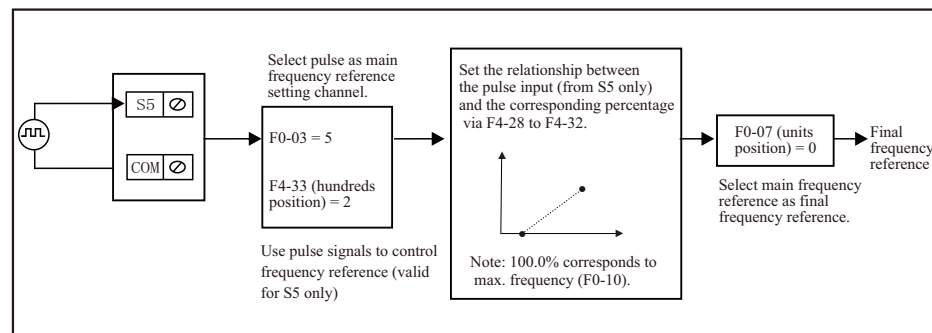 S5
COM
Select pulse as main
frequency reference
setting channel.
F0-03 = 5
F4-33 (hundreds
position) = 2
Use pulse signals to control
frequency reference (valid
for S5 only)
Set the relationship between
the pulse input (from S5 only)
and the corresponding percentage
via F4-28 to F4-32.
Note: 100.0% corresponds to
max. frequency (F0-10).
F0-07 (units
position) = 0
Select main frequency
reference as final
frequency reference.
Final
frequency
reference